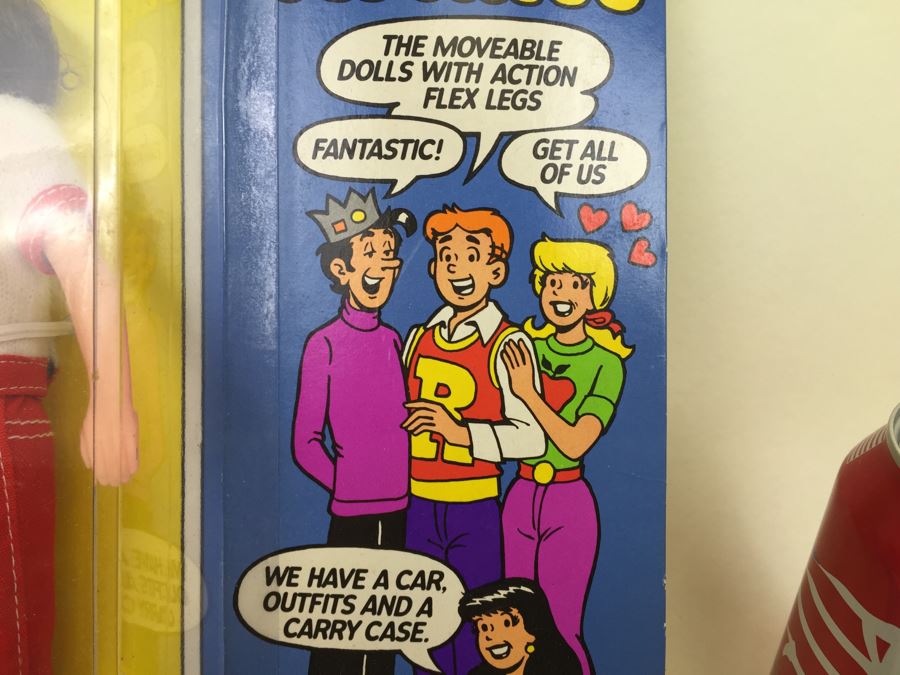 THE MOVEABLE
DOLLS WITH ACTION
FLEX LEGS
FANTASTIC!
GET ALL
OF US
R
WE HAVE A CAR,
OUTFITS AND A
CARRY CASE.